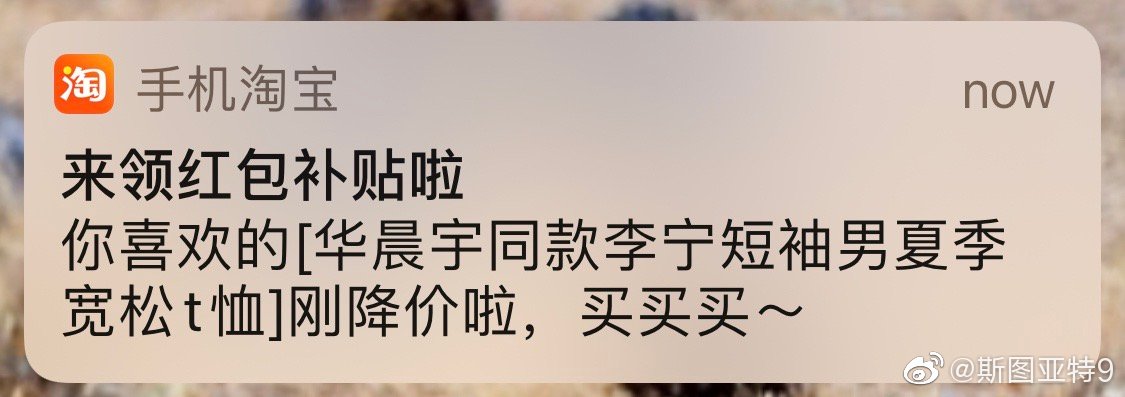 淘
手机淘宝
now
来领红包补贴啦
你喜欢的[华晨宇同款李宁短袖男夏季
宽松t恤]刚降价啦，买买买～
@斯图亚特9